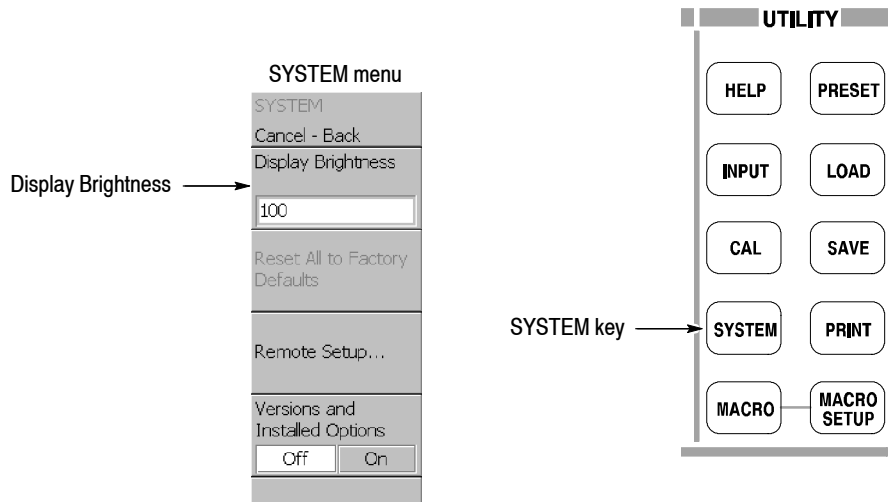 SYSTEM menu
SYSTEM
Cancel - Back
Display Brightness
100
Reset All to Factory
Defaults
Remote Setup...
Versions and
Installed Options
Off On
Display Brightness
SYSTEM key
UTILITY
HELP PRESET
INPUT LOAD
CAL SAVE
SYSTEM PRINT
MACRO MACRO
SETUP